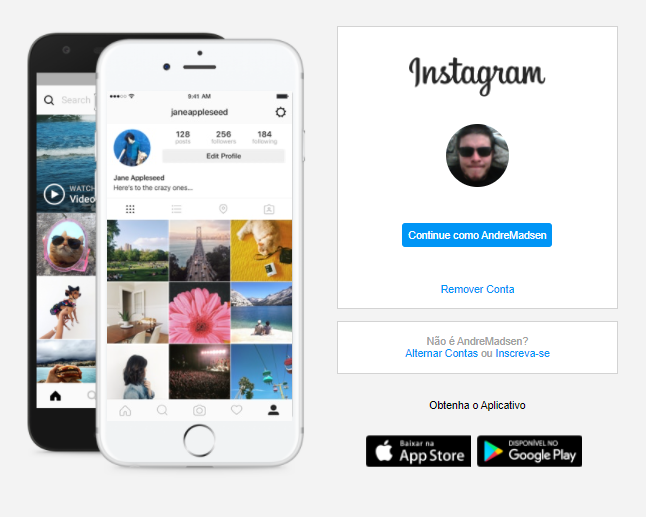 Search
WATCH
Video
9:41 AM
janeappleseed
128
posts
256
followers
184
following
Edit Profile
Jane Appleseed
Here's to the crazy ones...
Instagram
Continue como AndreMadsen
Remover Conta
Não é AndreMadsen?
Alternar Contas ou Inscreva-se
Obtenha o Aplicativo
Baixar na
App Store
DISPONÍVEL NO
Google Play